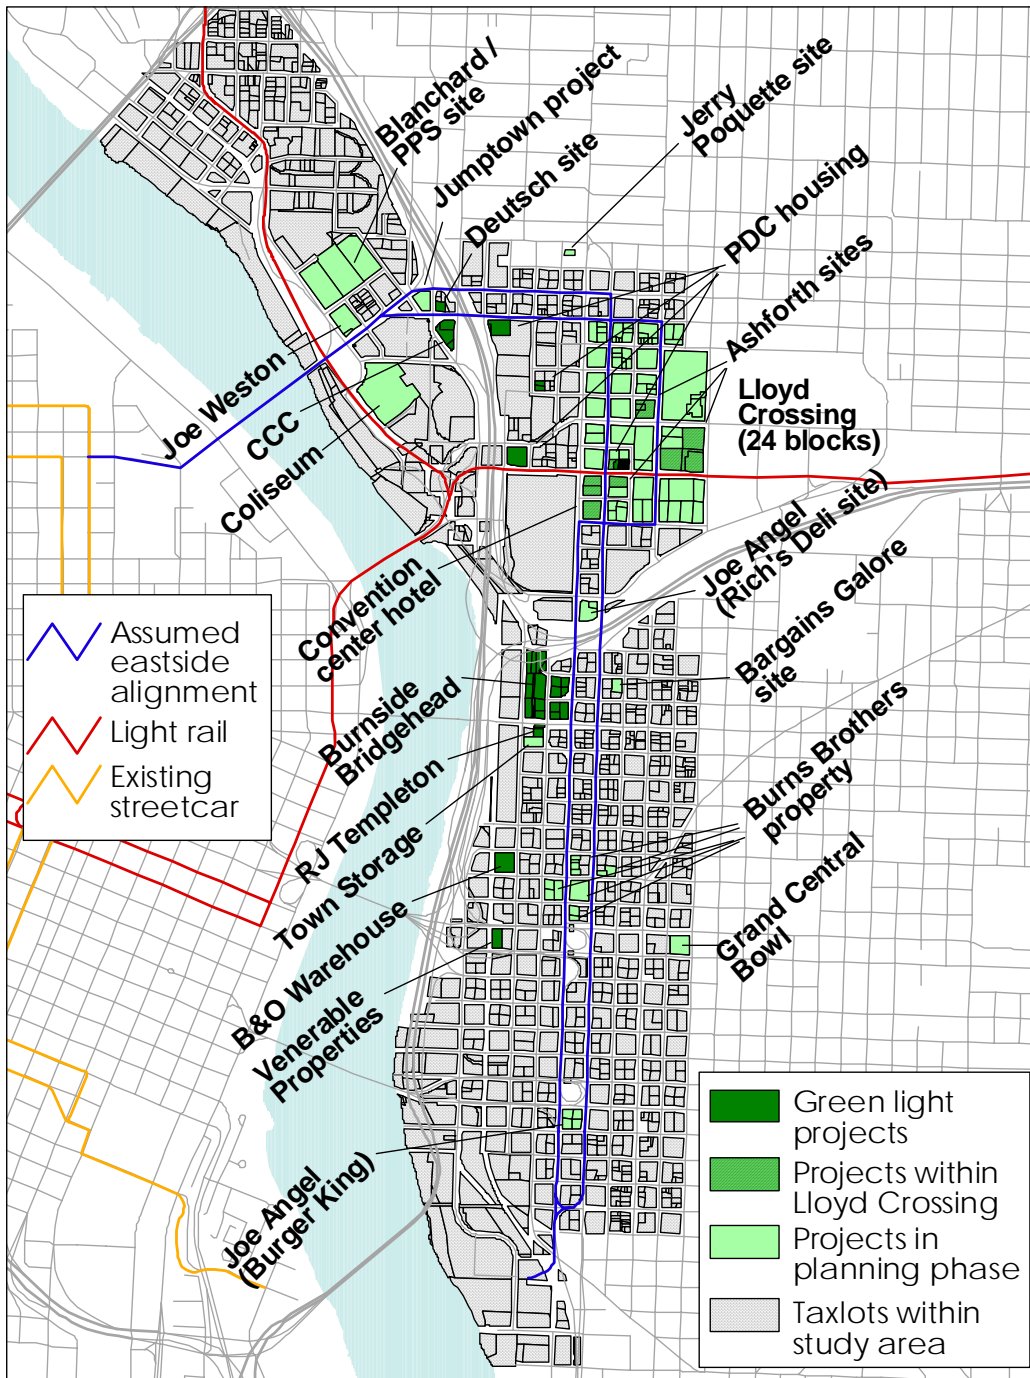 Blanchard /
PPS site
Jumptown project
Deutsch site
Jerry
Poquette site
PDC housing
Ashforth sites
Lloyd
Crossing
(24 blocks)
Joe Weston
CCC
Coliseum
Convention
center hotel
Joe Angel
(Rich's Deli site)
Bargains Galore
site
Burnside
Bridgehead
Burns Brothers
property
RJ Templeton
Town Storage
B&O Warehouse
Grand Central
Bowl
Venerable
Properties
Joe Angel
(Burger King)
Assumed
eastside
alignment
Light rail
Existing
streetcar
Green light
projects
Projects within
Lloyd Crossing
Projects in
planning phase
Taxlots within
study area